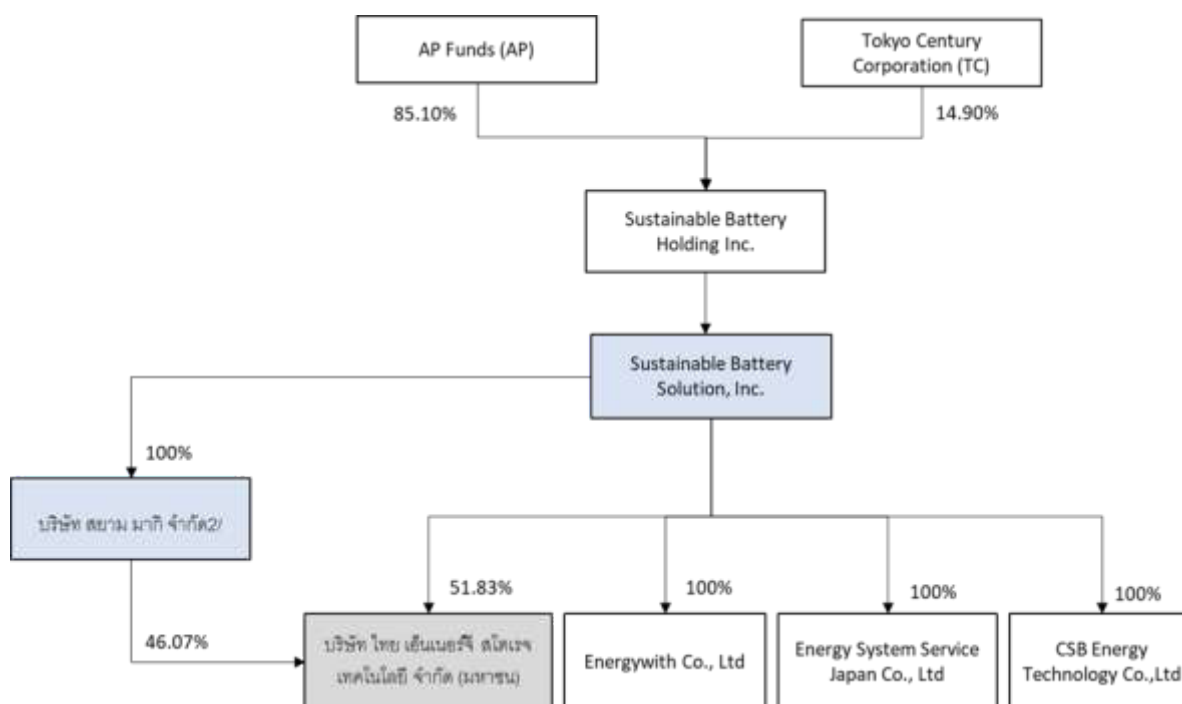 AP Funds (AP)
Tokyo Century
Corporation (TC)
85.10%
14.90%
Sustainable Battery
Holding Inc.
Sustainable Battery
Solution, Inc.
100%
บริษัท สยาม มากิ จำกัด2/
46.07%
51.83%
100%
100%
100%
บริษัท ไทย เอ็นเนอร์จี สโตเรจ
เทคโนโลยี จำกัด (มหาชน)
Energywith Co., Ltd
Energy System Service
Japan Co., Ltd
CSB Energy
Technology Co.,Ltd